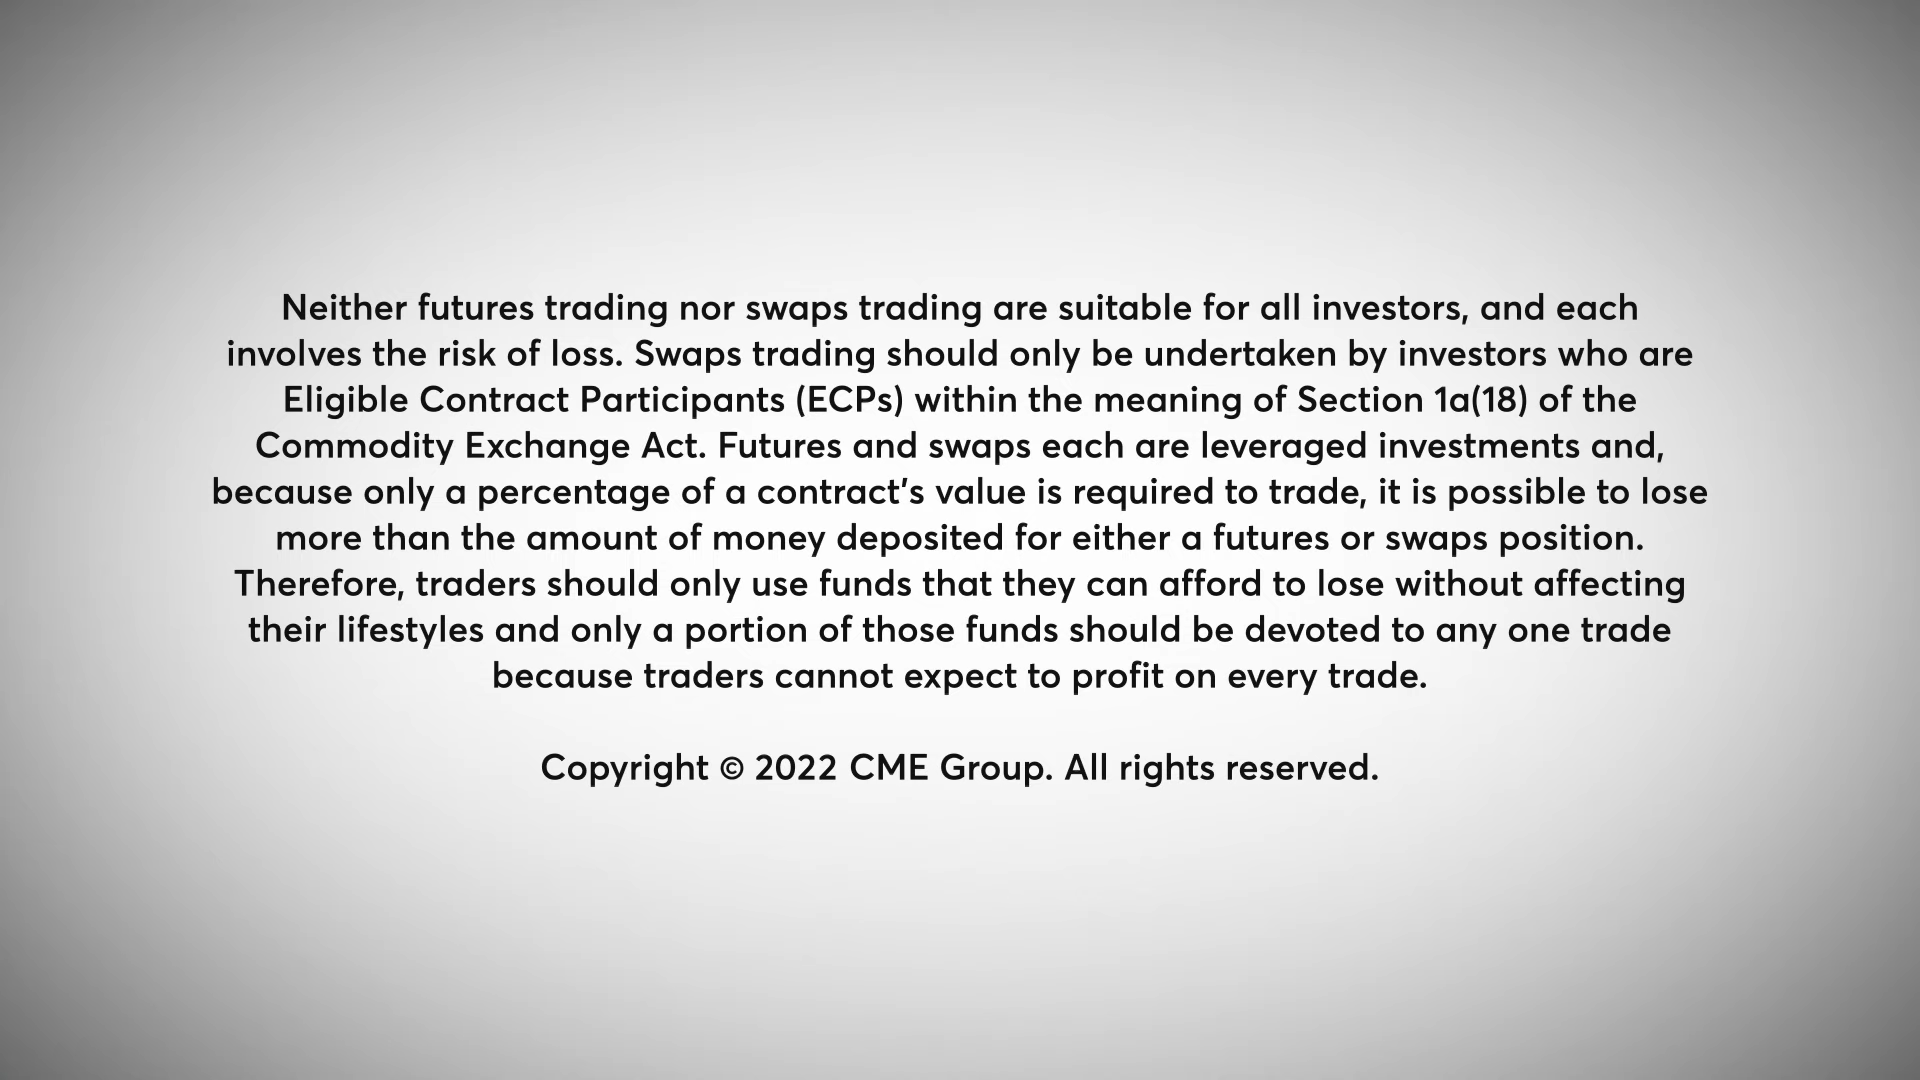 Neither futures trading nor swaps trading are suitable for all investors, and each
involves the risk of loss. Swaps trading should only be undertaken by investors who are
Eligible Contract Participants (ECPs) within the meaning of Section 1a(18) of the
Commodity Exchange Act. Futures and swaps each are leveraged investments and,
because only a percentage of a contract's value is required to trade, it is possible to lose
more than the amount of money deposited for either a futures or swaps position.
Therefore, traders should only use funds that they can afford to lose without affecting
their lifestyles and only a portion of those funds should be devoted to any one trade
because traders cannot expect to profit on every trade.
Copyright © 2022 CME Group. All rights reserved.